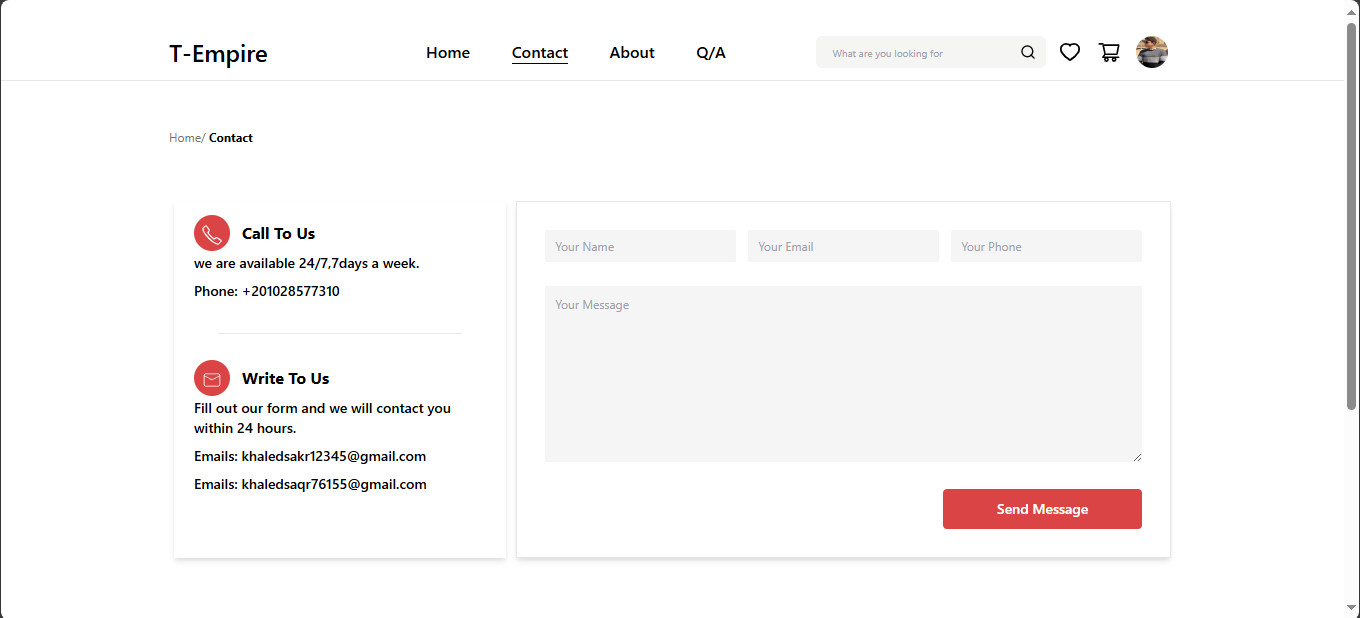 T-Empire
Home
Contact
About
Q/A
What are you looking for
Home/ Contact
Call To Us
we are available 24/7,7days a week.
Phone: +201028577310
Write To Us
Fill out our form and we will contact you
within 24 hours.
Emails: khaledsakr12345@gmail.com
Emails: khaledsaqr76155@gmail.com
Your Name
Your Email
Your Phone
Your Message
Send Message